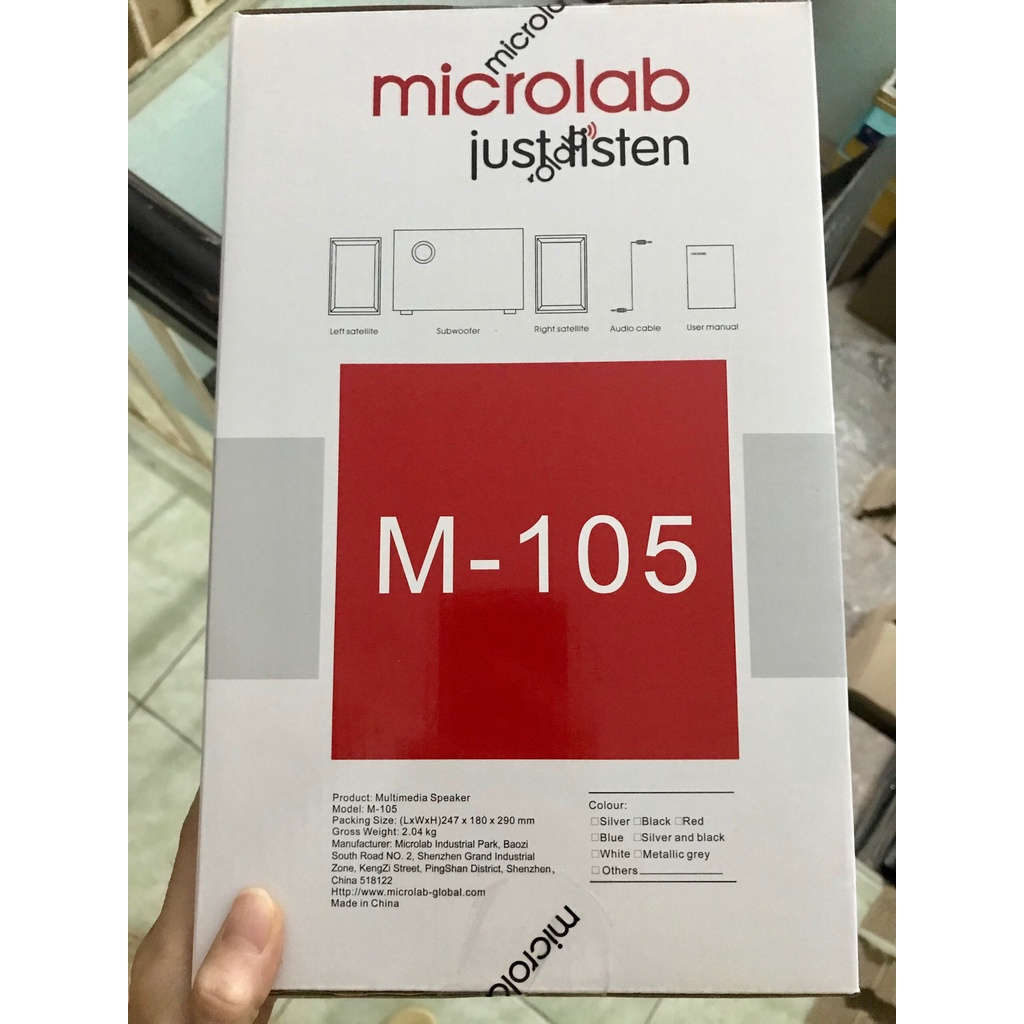 microlab
microlab
just listen
Left satellite
Subwoofer
Right satellite
Audio cable
User manual
M-105
Product: Multimedia Speaker
Model: M-105
Packing Size: (LxWxH)247 x 180 x 290 mm
Gross Weight: 2.04 kg
Manufacturer: Microlab Industrial Park, Baozi
South Road NO. 2, Shenzhen Grand Industrial
Zone, KengZi Street, PingShan District, Shenzhen,
China 518122
Http://www.microlab-global.com
Made in China
Colour:
□Silver □Black □Red
□Blue □Silver and black
□White □Metallic grey
□ Others